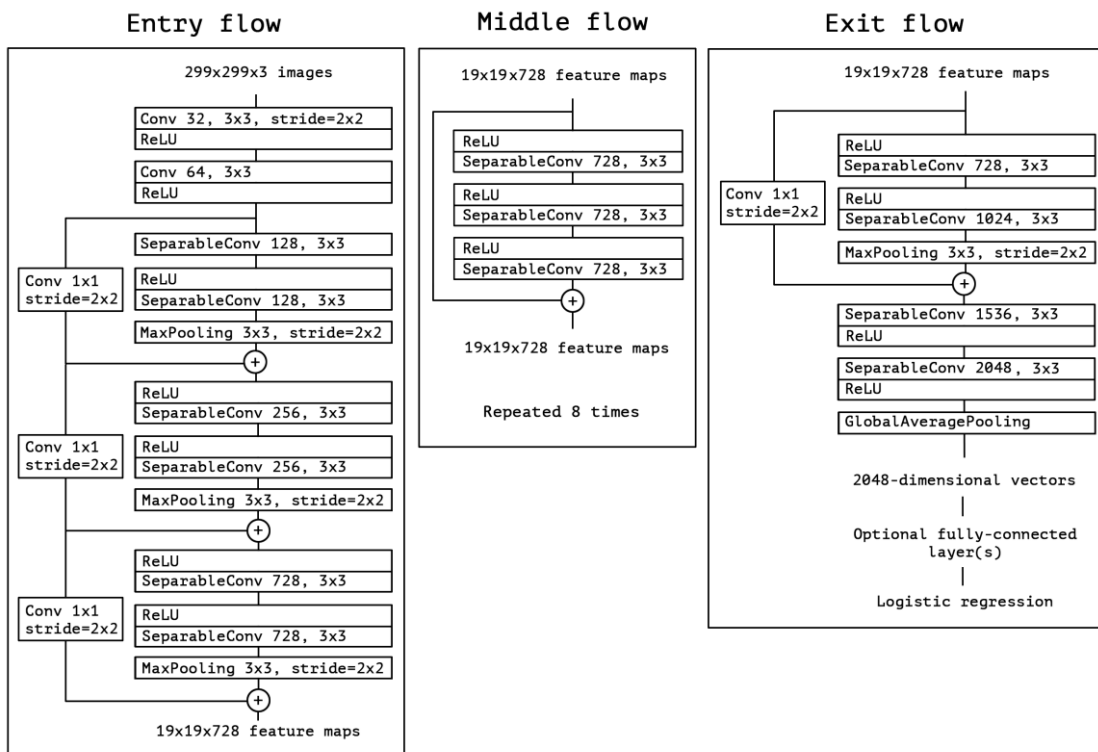 Entry flow
299x299x3 images
Conv 32, 3x3, stride=2x2
ReLU
Conv 64, 3x3
ReLU
SeparableConv 128, 3x3
Conv 1x1
stride=2x2
ReLU
SeparableConv 128, 3x3
MaxPooling 3x3, stride=2x2
+
ReLU
SeparableConv 256, 3x3
Conv 1x1
stride=2x2
ReLU
SeparableConv 256, 3x3
MaxPooling 3x3, stride=2x2
+
ReLU
SeparableConv 728, 3x3
Conv 1x1
stride=2x2
ReLU
SeparableConv 728, 3x3
MaxPooling 3x3, stride=2x2
+
19x19x728 feature maps
Middle flow
19x19x728 feature maps
ReLU
SeparableConv 728, 3x3
ReLU
SeparableConv 728, 3x3
ReLU
SeparableConv 728, 3x3
+
19x19x728 feature maps
Repeated 8 times
Exit flow
19x19x728 feature maps
ReLU
SeparableConv 728, 3x3
Conv 1x1
stride=2x2
ReLU
SeparableConv 1024, 3x3
MaxPooling 3x3, stride=2x2
+
SeparableConv 1536, 3x3
ReLU
SeparableConv 2048, 3x3
ReLU
GlobalAveragePooling
2048-dimensional vectors
Optional fully-connected
layer(s)
Logistic regression